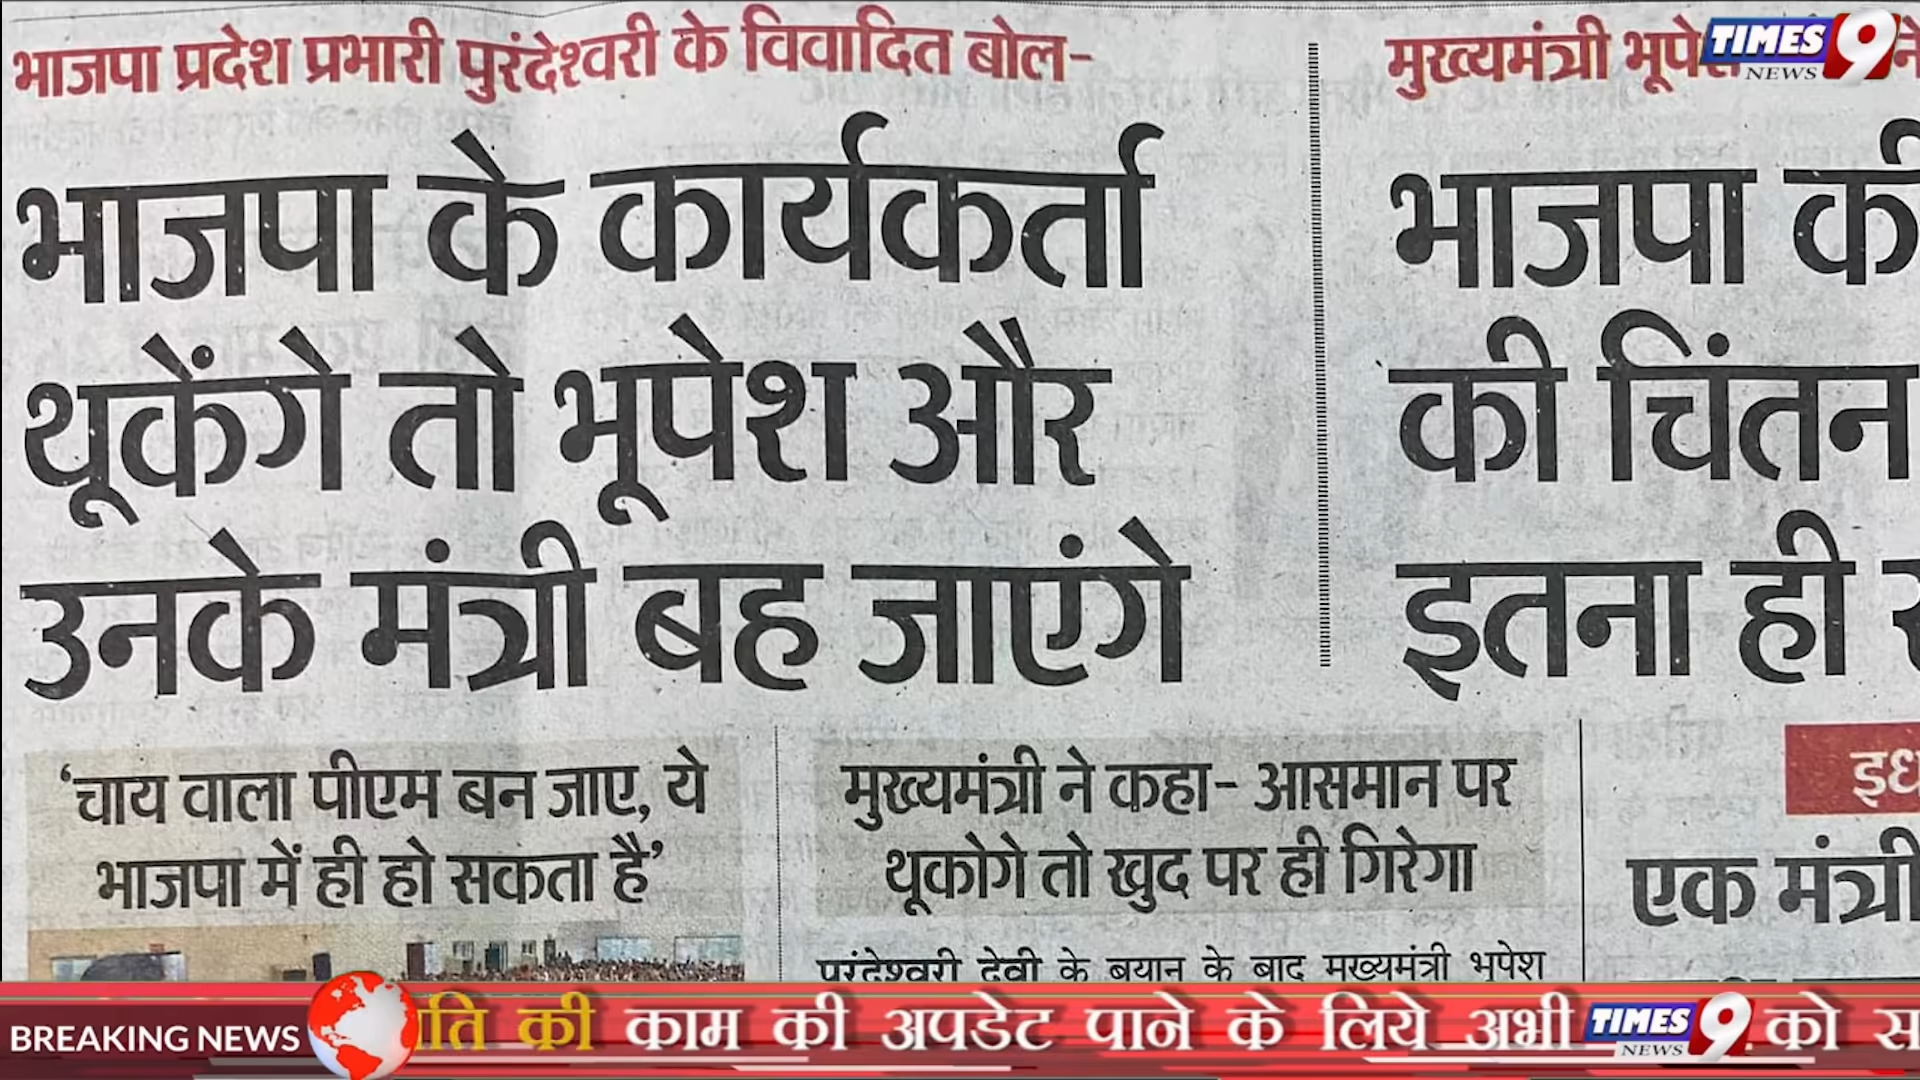 भाजपा प्रदेश प्रभारी पुरंदेश्वरी के विवादित बोल-
भाजपा के कार्यकर्ता
थूकेंगे तो भूपेश और
उनके मंत्री बह जाएंगे
‘चाय वाला पीएम बन जाए, ये
भाजपा में ही हो सकता है’
मुख्यमंत्री ने कहा- आसमान पर
थूकोगे तो खुद पर ही गिरेगा
पुरंदेश्वरी देवी के बयान के बाद मुख्यमंत्री भूपेश
मुख्यमंत्री
भाजपा की
की चिंतन
इतना ही
एक मंत्री
TIMES 9
NEWS
BREAKING NEWS
की काम की अपडेट पाने के लिये अभी TIMES 9 को
NEWS